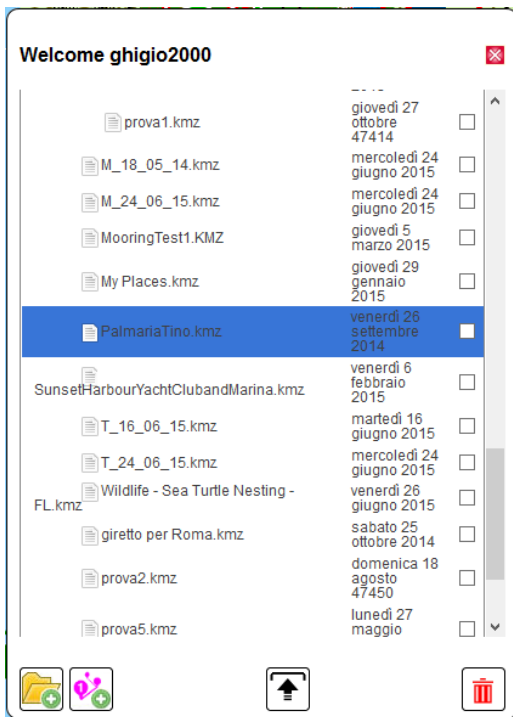 Welcome ghigio2000
giovedì 27
prova1.kmz
ottobre
47414
M_18_05_14.kmz
mercoledì 24
giugno 2015
M_24_06_15.kmz
mercoledì 24
giugno 2015
MooringTest1.KMZ
giovedì 5
marzo 2015
giovedì 29
My Places.kmz
gennaio
2015
venerdì 26
PalmariaTino.kmz
settembre
2014
venerdì 6
SunsetHarbourYachtClubandMarina.kmz
febbraio
2015
T_16_06_15.kmz
martedì 16
giugno 2015
T_24_06_15.kmz
mercoledì 24
giugno 2015
Wildlife - Sea Turtle Nesting -
FL.kmz
venerdì 26
giugno 2015
giretto per Roma.kmz
sabato 25
ottobre 2014
domenica 18
prova2.kmz
agosto
47450
lunedì 27
prova5.kmz
maggio